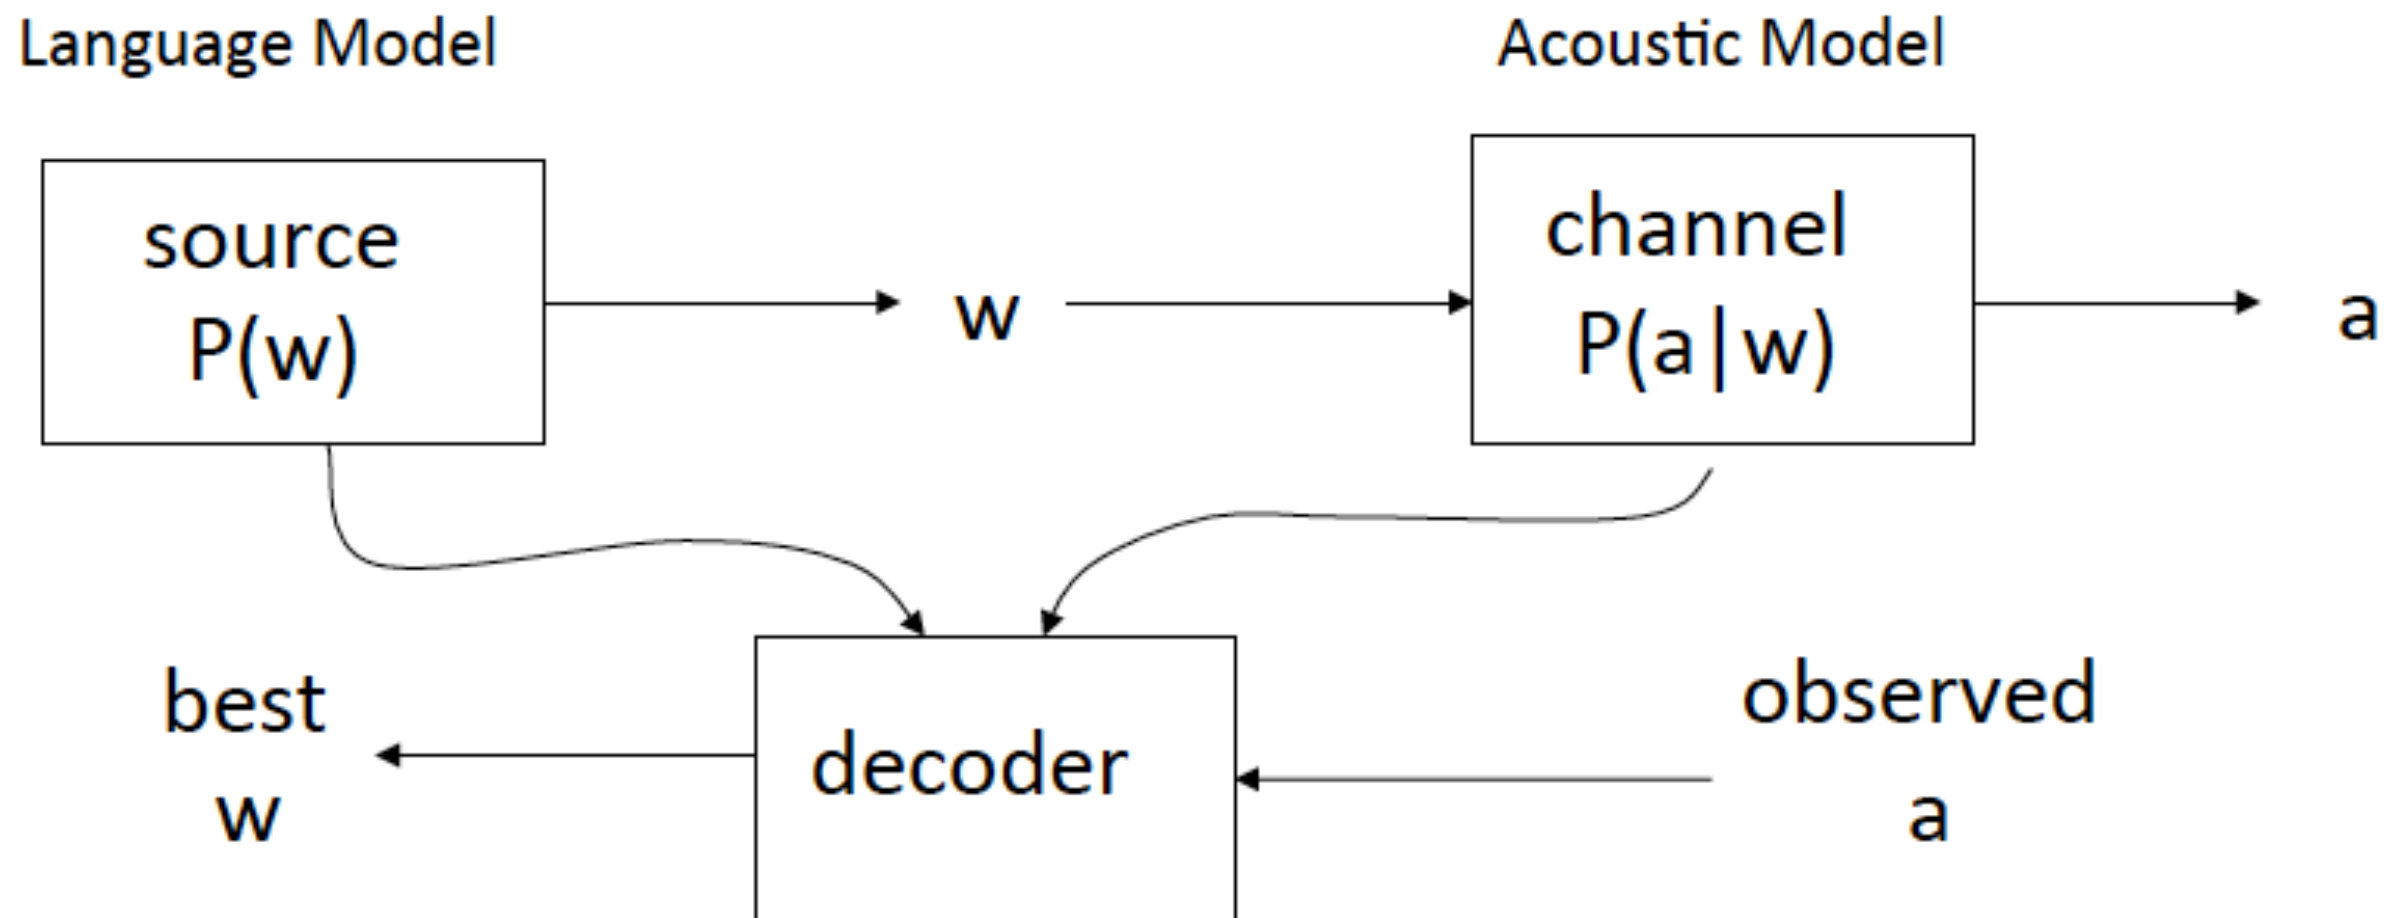 Language Model
Acoustic Model
source
P(w)
w
channel
P(a|w)
a
best
w
decoder
observed
a